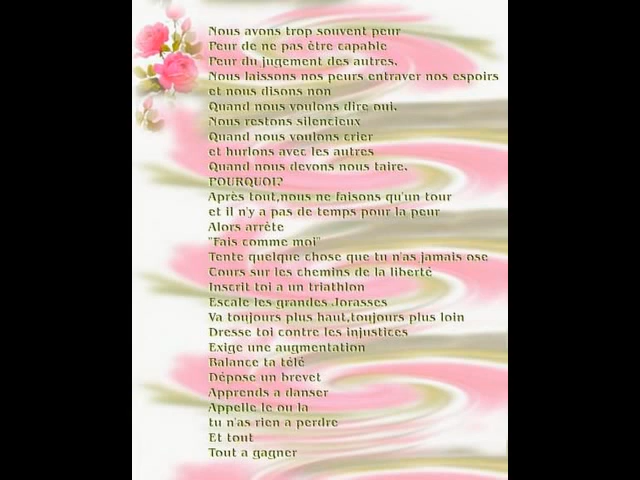 Nous avons trop souvent peur
Peur de ne pas être capable
Peur du jugement des autres.
Nous laissons nos peurs entraver nos espoirs
et nous disons non
Quand nous voulons dire oui.
Nous restons silencieux
Quand nous voulons crier
et hurlons avec les autres
Quand nous devons nous taire.
POURQUOI?
Après tout,nous ne faisons qu'un tour
et il n'y a pas de temps pour la peur
Alors arrète
"Fais comme moi"
Tente quelque chose que tu n'as jamais ose
Cours sur les chemins de la liberté
Inscrit toi a un triathlon
Escale les grandes Jorasses
Va toujours plus haut,toujours plus loin
Dresse toi contre les injustices
Exige une augmentation
Balance ta télé
Dépose un brevet
Apprends a danser
Appelle le ou la
tu n'as rien a perdre
Et tout
Tout a gagner